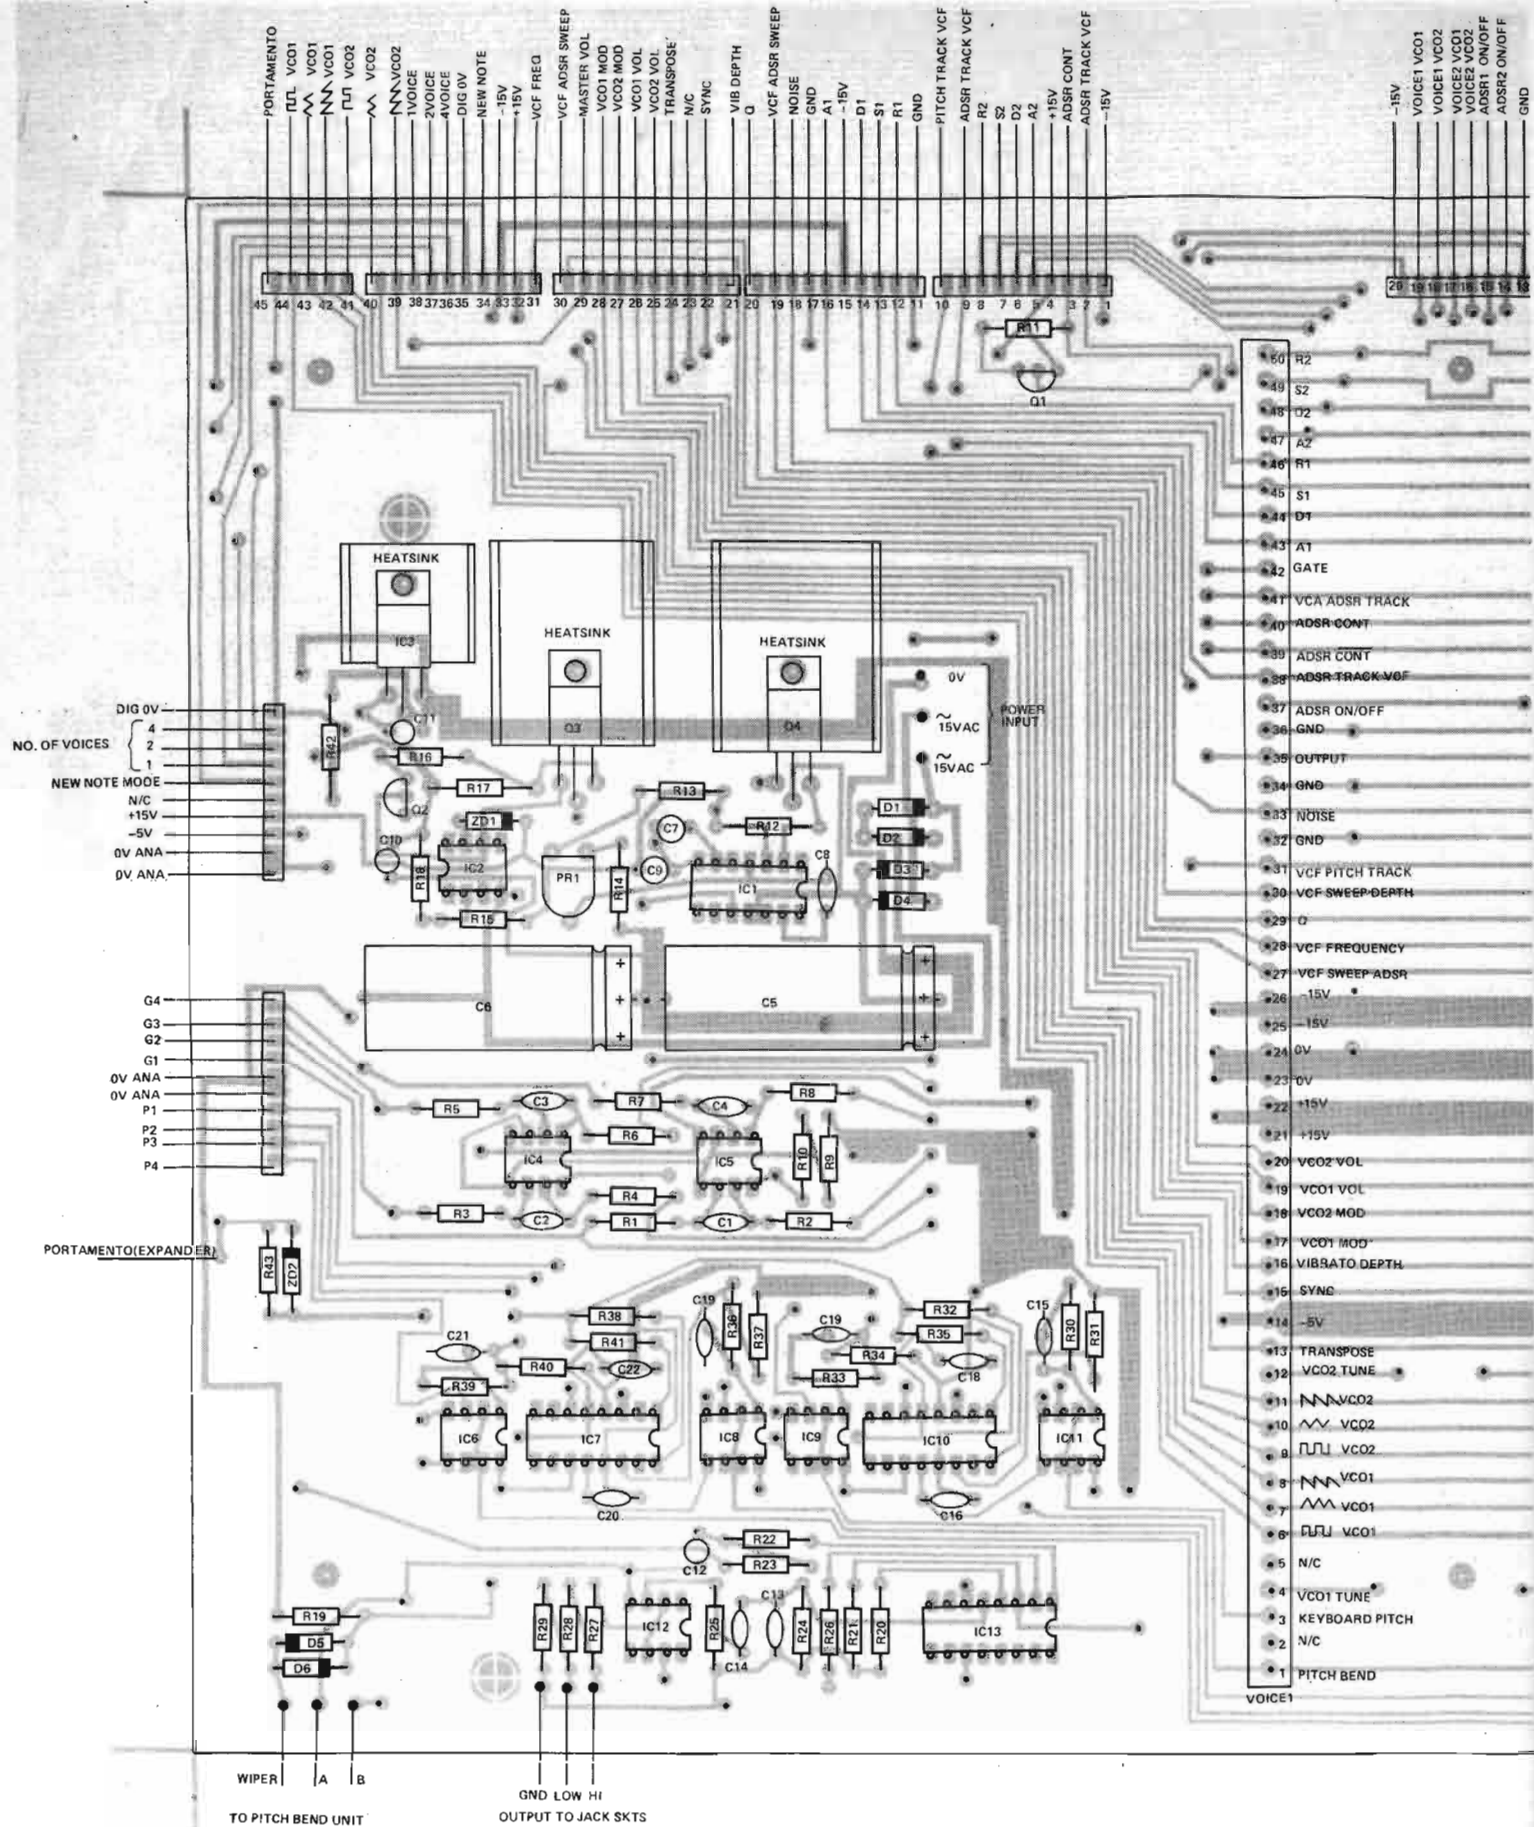 PORTAMENTO
VCO1
VCO1
VCO1
VCO2
VCO2
VCO2
1VOICE
2VOICE
4VOICE
DIG 0V
NEW NOTE
-15V
+15V
VCF FREQ
VCF ADSR SWEEP
MASTER VOL
VCO1 MOD
VCO2 MOD
VCO1 VOL
VCO2 VOL
TRANSPOSE
N/C
SYNC
VIB DEPTH
Q
VCF ADSR SWEEP
NOISE
GND
A1
-15V
D1
S1
R1
GND
PITCH TRACK VCF
ADSR TRACK VCF
R2
S2
D2
A2
+15V
ADSR CONT
ADSR TRACK VCF
-15V
-15V
VOICE1 VCO1
VOICE1 VCO2
VOICE2 VCO1
VOICE2 VCO2
ADSR1 ON/OFF
ADSR2 ON/OFF
GND
45 44 43 42 41 40 39 38 37 36 35 34 33 32 31
30 29 28 27 26 25 24 23 22 21
20 19 18 17 16 15 14 13 12 11
10 9 8 7 6 5 4 3 2 1
20 19 18 17 16 15 14 13
R11
Q1
50 R2
49 S2
48 D2
47 A2
46 R1
45 S1
44 D1
43 A1
42 GATE
41 VCA ADSR TRACK
40 ADSR CONT
39 ADSR CONT
38 ADSR TRACK VCF
37 ADSR ON/OFF
36 GND
35 OUTPUT
34 GND
33 NOISE
32 GND
31 VCF PITCH TRACK
30 VCF SWEEP DEPTH
29 Q
28 VCF FREQUENCY
27 VCF SWEEP ADSR
26 -15V
25 -15V
24 0V
23 0V
22 +15V
21 +15V
20 VCO2 VOL
19 VCO1 VOL
18 VCO2 MOD
17 VCO1 MOD
16 VIBRATO DEPTH
15 SYNC
14 -5V
13 TRANSPOSE
12 VCO2 TUNE
11 VCO2
10 VCO2
9 VCO2
8 VCO1
7 VCO1
6 VCO1
5 N/C
4 VCO1 TUNE
3 KEYBOARD PITCH
2 N/C
1 PITCH BEND
VOICE1
HEATSINK
IC3
HEATSINK
Q3
HEATSINK
Q4
0V
15VAC
15VAC
POWER
INPUT
DIG 0V
NO. OF VOICES
4
2
1
NEW NOTE MODE
N/C
+15V
-5V
0V ANA
0V ANA
R42
C11
R16
R17
Q2
ZD1
C10
R18
IC2
R15
PR1
R14
R13
C7
C9
R12
IC1
C8
D1
D2
D3
D4
C6
+
+
+
C5
+
+
+
G4
G3
G2
G1
0V ANA
0V ANA
P1
P2
P3
P4
R5
C3
R7
C4
R8
R6
IC4
IC5
R10
R9
R4
R3
C2
R1
C1
R2
PORTAMENTO(EXPANDER)
R43
ZD2
C21
R38
R41
R40
C22
R39
C19
R36
R37
C19
R34
R33
R32
R35
C18
C15
R30
R31
IC6
IC7
IC8
IC9
IC10
IC11
C20
C16
R22
R23
C12
R19
D5
D6
R29
R28
R27
IC12
R25
C14
C13
R24
R26
R21
R20
IC13
WIPER
A
B
TO PITCH BEND UNIT
GND LOW HI
OUTPUT TO JACK SKTS